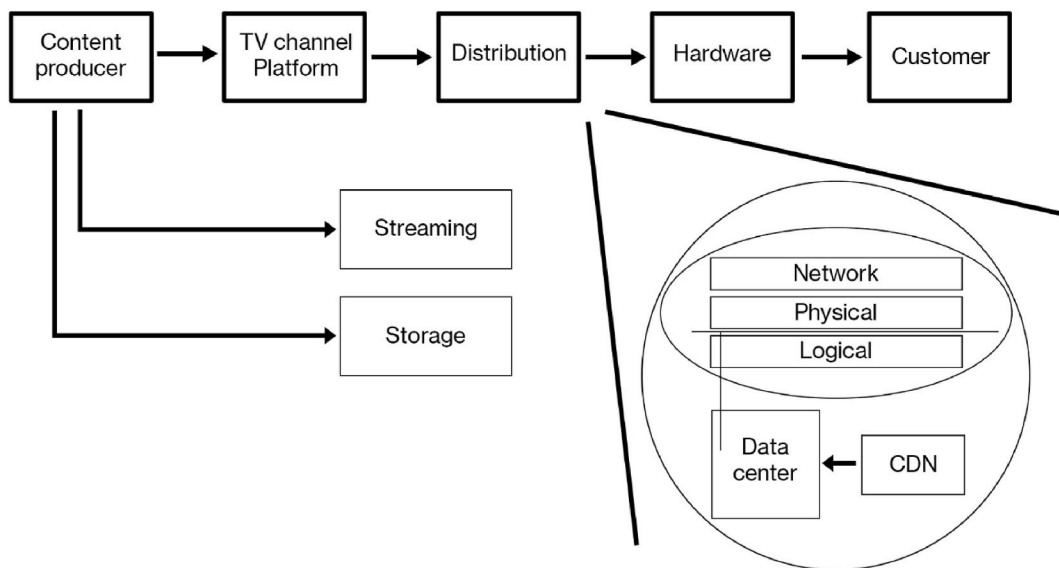 Content
producer
TV channel
Platform
Distribution
Hardware
Customer
Streaming
Storage
Network
Physical
Logical
Data
center
CDN